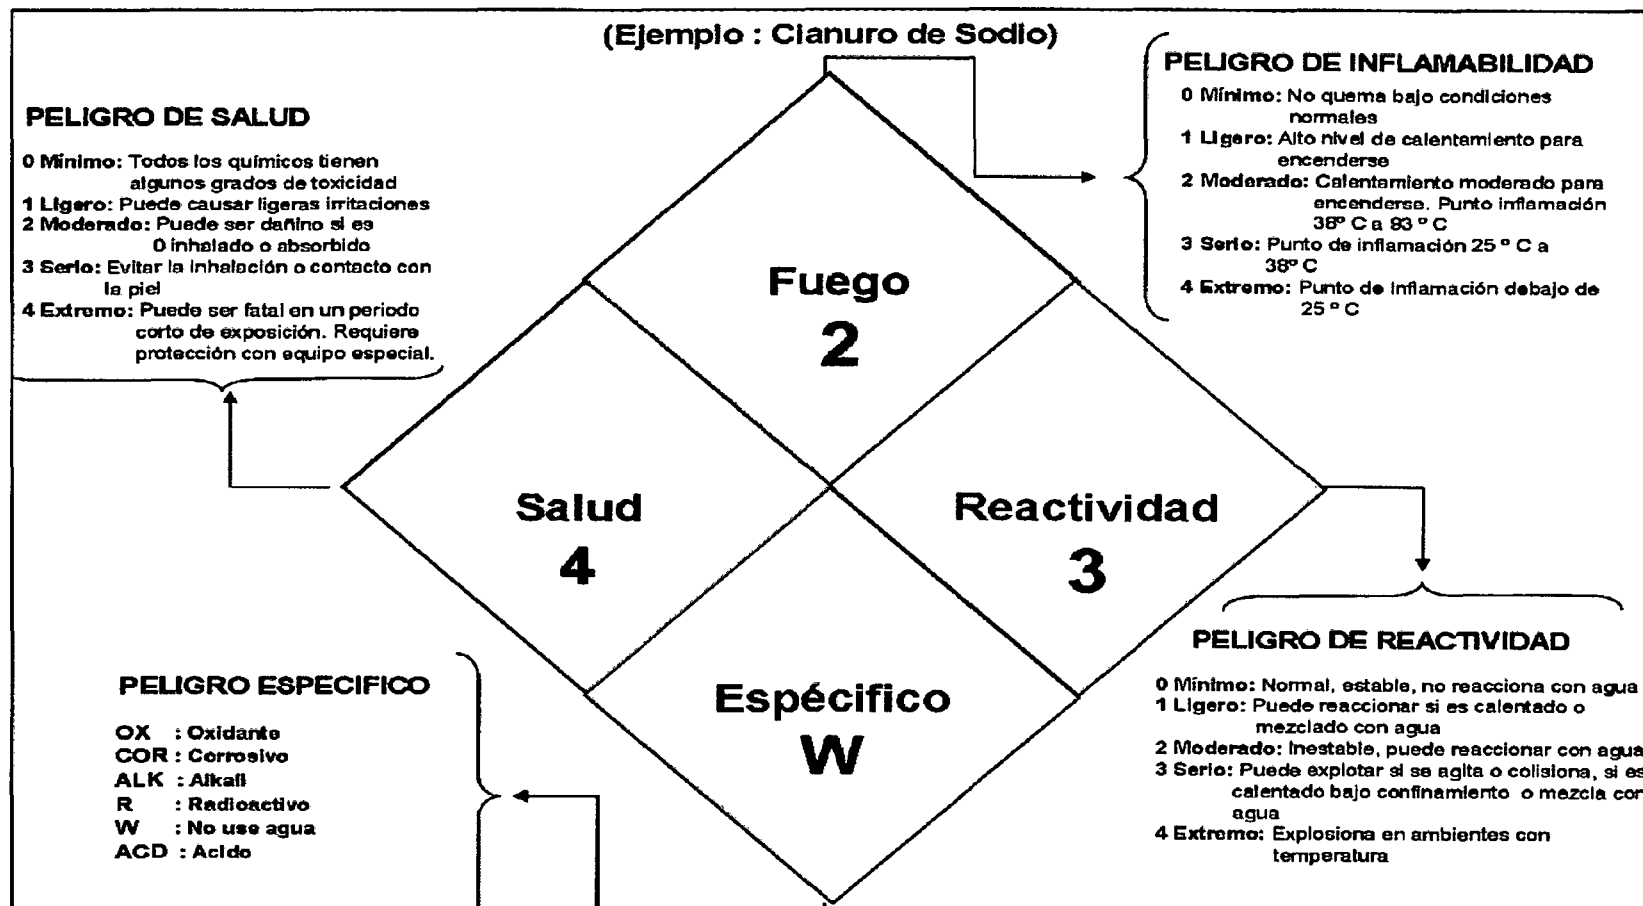 (Ejemplo : Cianuro de Sodio)
PELIGRO DE SALUD
0 Mínimo: Todos los químicos tienen
algunos grados de toxicidad
1 Ligero: Puede causar ligeras irritaciones
2 Moderado: Puede ser dañino si es
0 inhalado o absorbido
3 Serio: Evitar la inhalación o contacto con
la piel
4 Extremo: Puede ser fatal en un periodo
corto de exposición. Requiere
protección con equipo especial.
PELIGRO DE INFLAMABILIDAD
0 Mínimo: No quema bajo condiciones
normales
1 Ligero: Alto nivel de calentamiento para
encenderse
2 Moderado: Calentamiento moderado para
encenderse. Punto inflamación
38º C a 93 º C
3 Serio: Punto de inflamación 25 º C a
38º C
4 Extremo: Punto de inflamación debajo de
25 º C
Fuego
2
Salud
4
Reactividad
3
Espécifico
W
PELIGRO ESPECIFICO
OX : Oxidante
COR : Corrosivo
ALK : Alkali
R : Radioactivo
W : No use agua
ACD : Acido
PELIGRO DE REACTIVIDAD
0 Mínimo: Normal, estable, no reacciona con agua
1 Ligero: Puede reaccionar si es calentado o
mezclado con agua
2 Moderado: Inestable, puede reaccionar con agua
3 Serio: Puede explotar si se agita o colisiona, si es
calentado bajo confinamiento o mezcla con
agua
4 Extremo: Explosiona en ambientes con
temperatura